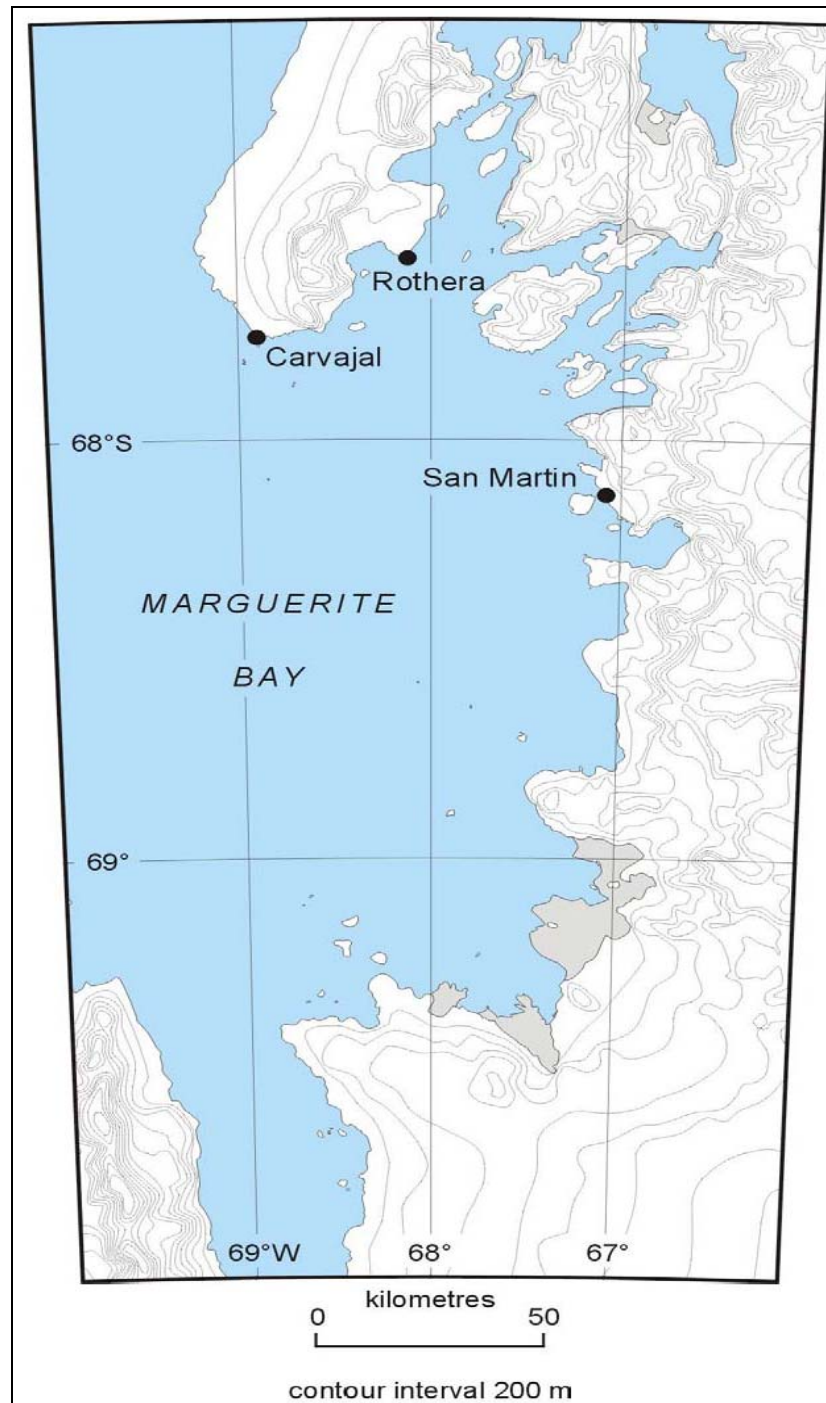 Rothera
Carvajal
68°S
San Martin
MARGUERITE
BAY
69°
69°W 68° 67°
kilometres
0 50
contour interval 200 m